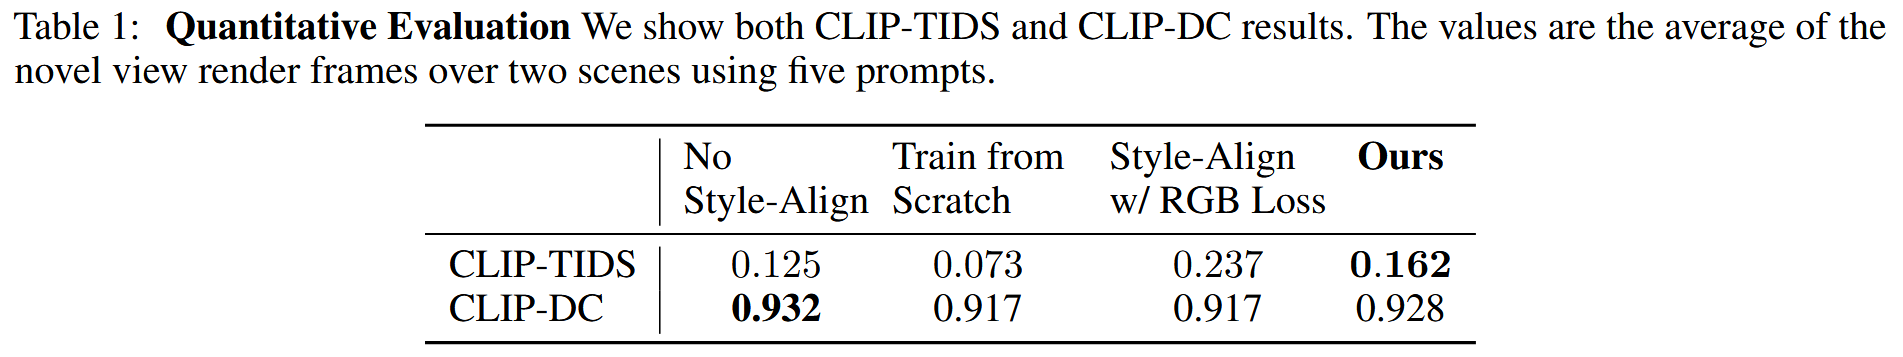 Table 1: Quantitative Evaluation We show both CLIP-TIDS and CLIP-DC results. The values are the average of the
novel view render frames over two scenes using five prompts.
No Train from Style-Align Ours
Style-Align Scratch w/ RGB Loss
CLIP-TIDS 0.125 0.073 0.237 0.162
CLIP-DC 0.932 0.917 0.917 0.928